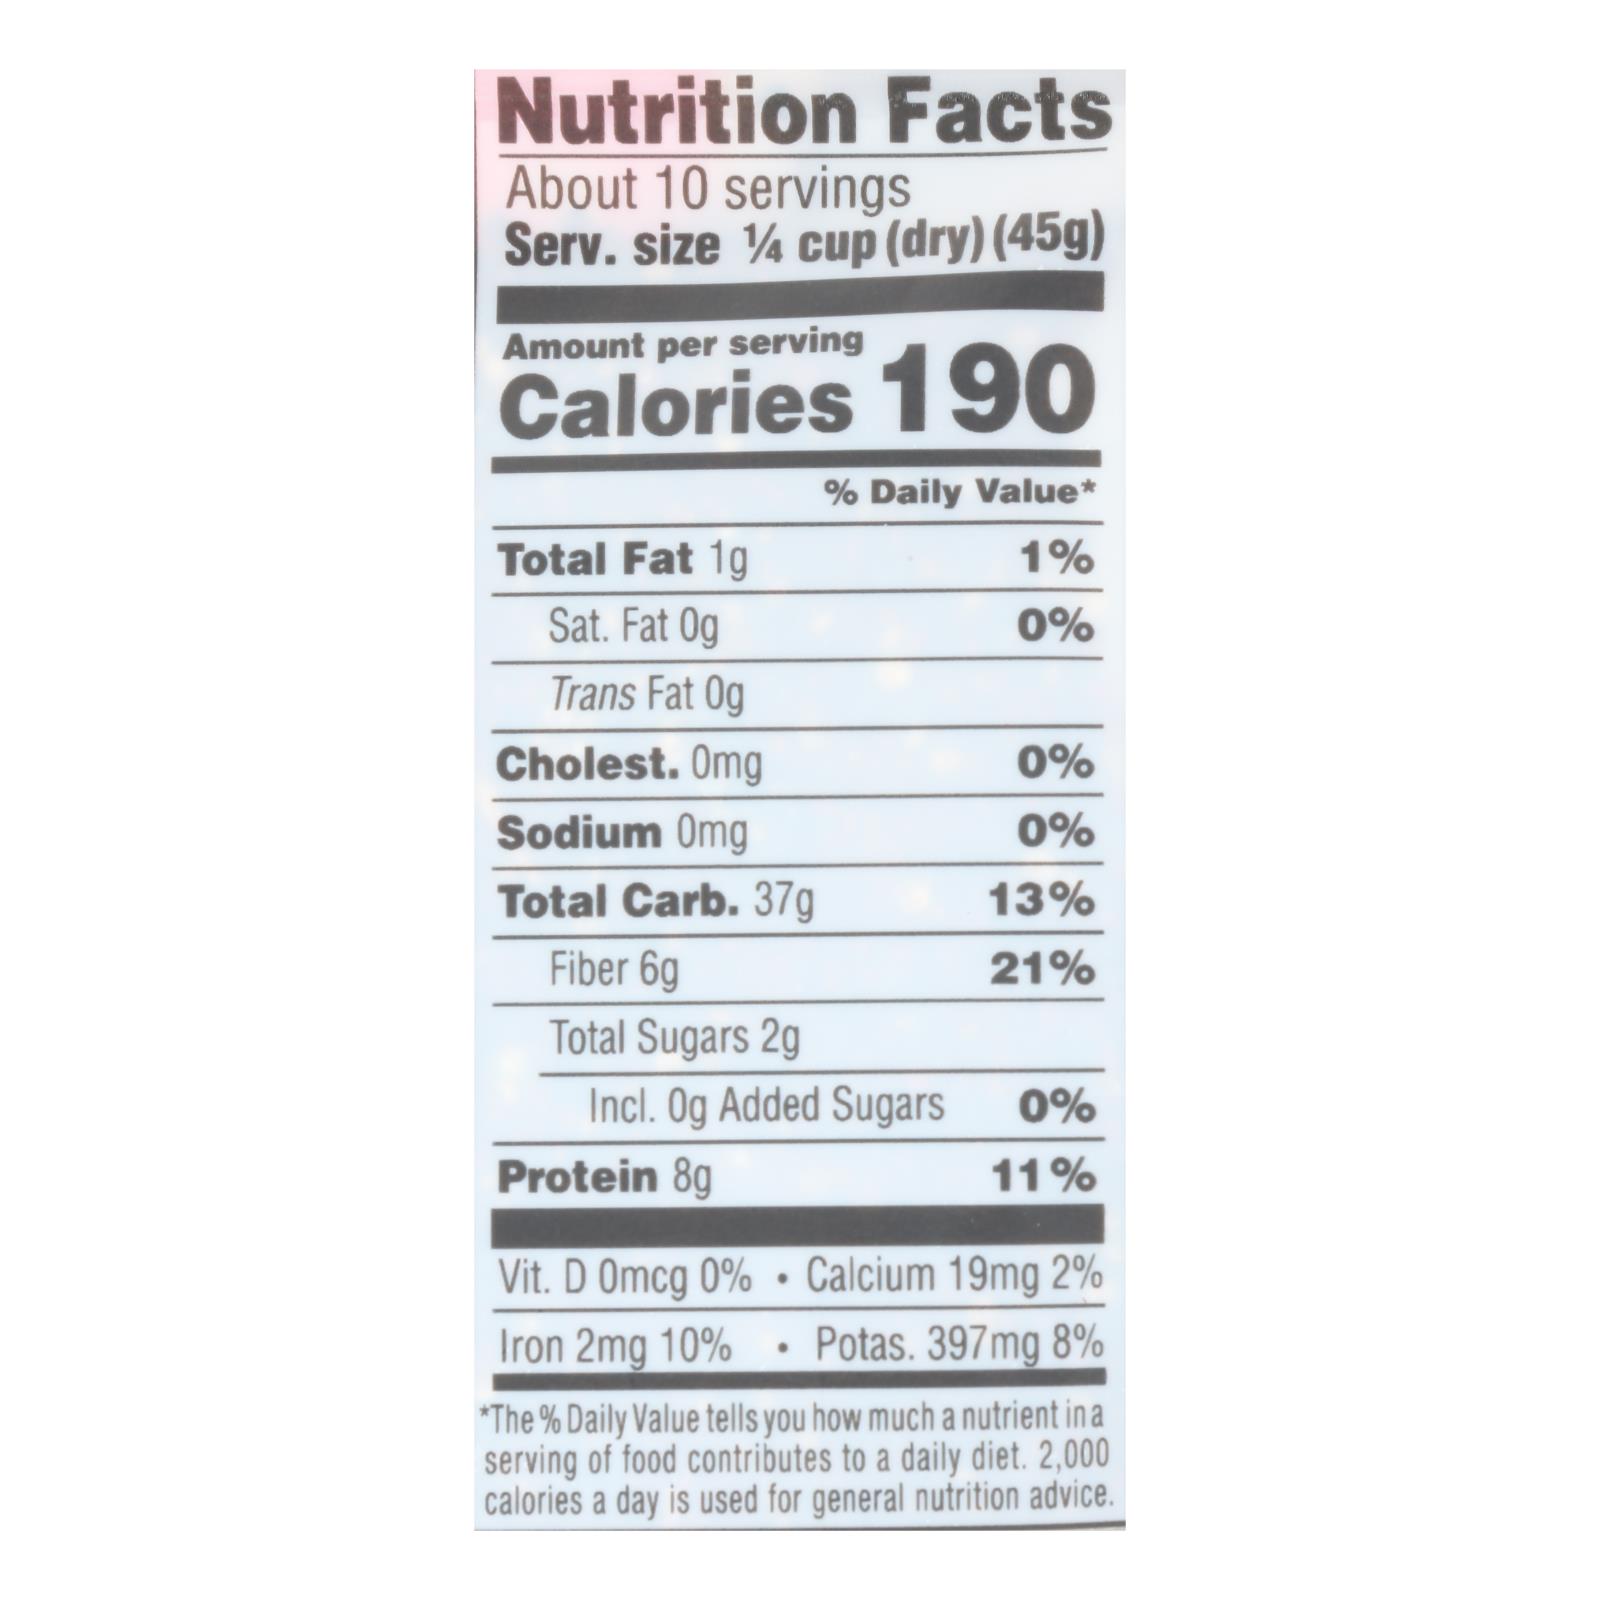 Nutrition Facts
About 10 servings
Serv. size ¼ cup (dry) (45g)
Amount per serving
Calories 190
% Daily Value*
Total Fat 1g 1%
Sat. Fat 0g 0%
Trans Fat 0g
Cholest. 0mg 0%
Sodium 0mg 0%
Total Carb. 37g 13%
Fiber 6g 21%
Total Sugars 2g
Incl. 0g Added Sugars 0%
Protein 8g 11%
Vit. D 0mcg 0% • Calcium 19mg 2%
Iron 2mg 10% • Potas. 397mg 8%
*The % Daily Value tells you how much a nutrient in a
serving of food contributes to a daily diet. 2,000
calories a day is used for general nutrition advice.